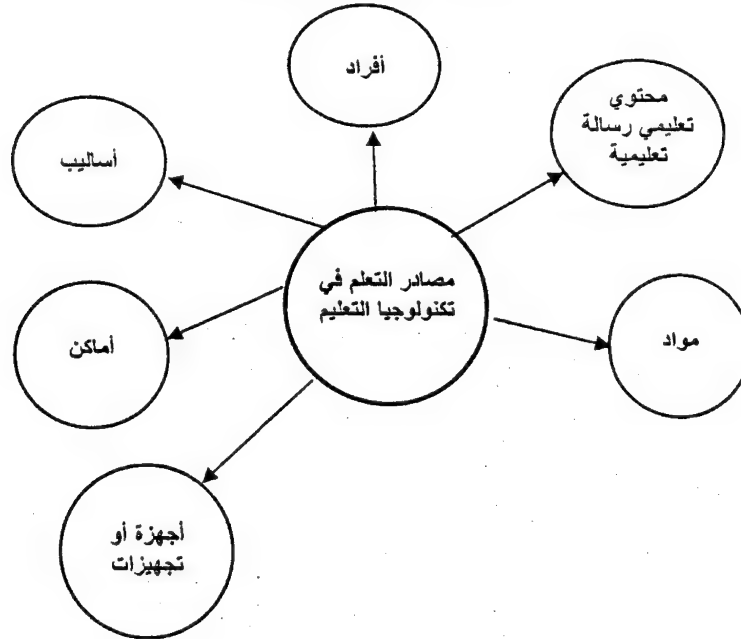 أفراد
محتوي
تعليمي رسالة
تعليمية
أساليب
مصادر التعلم في
تكنولوجيا التعليم
مواد
أماكن
أجهزة أو
تجهيزات